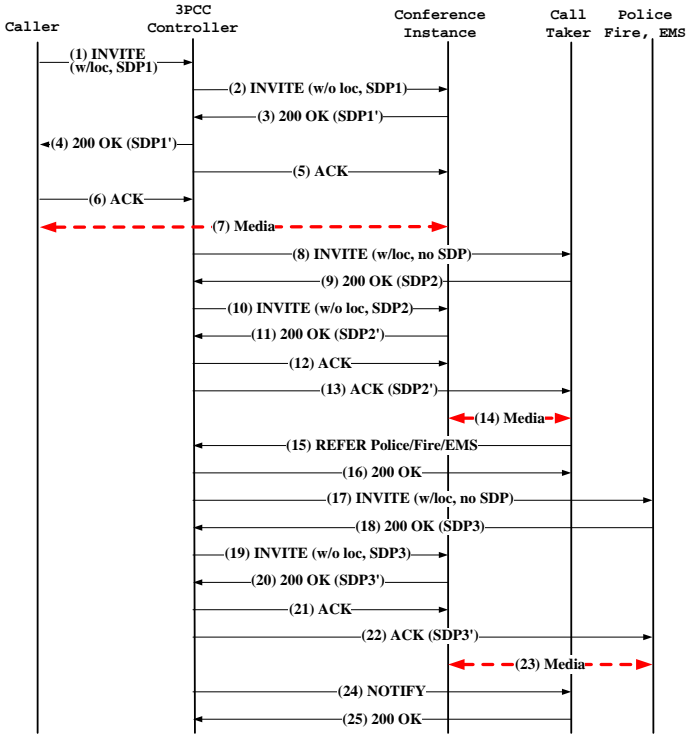 Caller
3PCC
Controller
Conference
Instance
Call
Taker
Police
Fire, EMS
(1) INVITE
(w/loc, SDP1)
(2) INVITE (w/o loc, SDP1)
(3) 200 OK (SDP1')
(4) 200 OK (SDP1')
(5) ACK
(6) ACK
(7) Media
(8) INVITE (w/loc, no SDP)
(9) 200 OK (SDP2)
(10) INVITE (w/o loc, SDP2)
(11) 200 OK (SDP2')
(12) ACK
(13) ACK (SDP2')
(14) Media
(15) REFER Police/Fire/EMS
(16) 200 OK
(17) INVITE (w/loc, no SDP)
(18) 200 OK (SDP3)
(19) INVITE (w/o loc, SDP3)
(20) 200 OK (SDP3')
(21) ACK
(22) ACK (SDP3')
(23) Media
(24) NOTIFY
(25) 200 OK